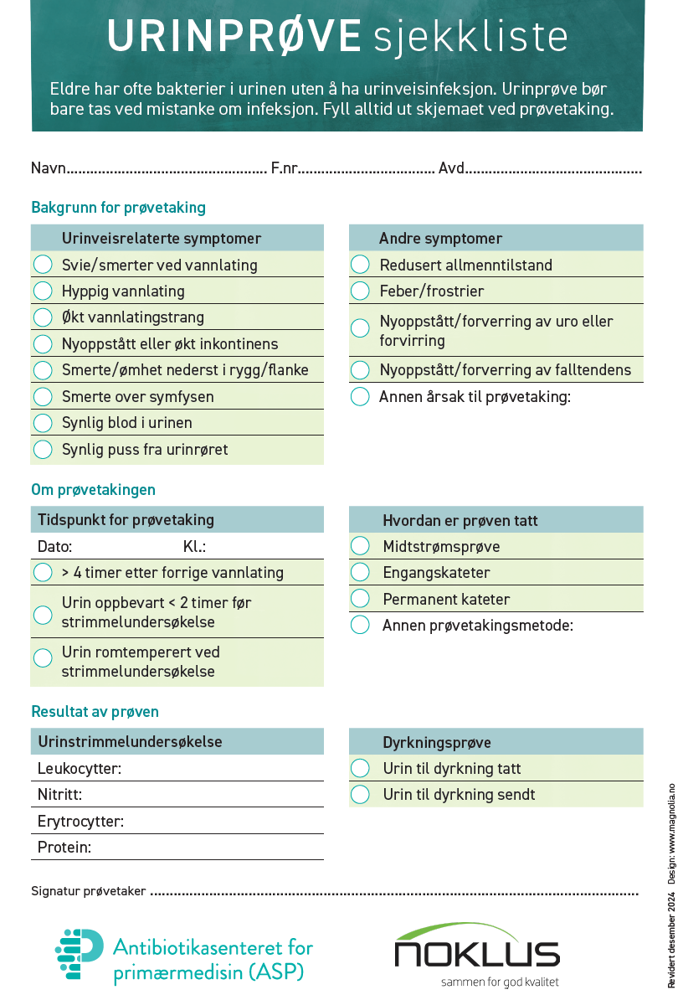 URINPRØVE sjekkliste
Eldre har ofte bakterier i urinen uten å ha urinveisinfeksjon. Urinprøve bør
bare tas ved mistanke om infeksjon. Fyll alltid ut skjemaet ved prøvetaking.
Navn................................................... F.nr................................... Avd.............................................
Bakgrunn for prøvetaking
Urinveisrelaterte symptomer
Svie/smerter ved vannlating
Hyppig vannlating
Økt vannlatingstrang
Nyoppstått eller økt inkontinens
Smerte/ømhet nederst i rygg/flanke
Smerte over symfysen
Synlig blod i urinen
Synlig puss fra urinrøret
Andre symptomer
Redusert allmenntilstand
Feber/frostrier
Nyoppstått/forverring av uro eller
forvirring
Nyoppstått/forverring av falltendens
Annen årsak til prøvetaking:
Om prøvetakingen
Tidspunkt for prøvetaking
Dato: Kl.:
> 4 timer etter forrige vannlating
Urin oppbevart < 2 timer før
strimmelundersøkelse
Urin romtemperert ved
strimmelundersøkelse
Hvordan er prøven tatt
Midtstrømsprøve
Engangskateter
Permanent kateter
Annen prøvetakingsmetode:
Resultat av prøven
Urinstrimmelundersøkelse
Leukocytter:
Nitritt:
Erytrocytter:
Protein:
Dyrkningsprøve
Urin til dyrkning tatt
Urin til dyrkning sendt
Signatur prøvetaker ............................................................................................................................
Antibiotikasenteret for
primærmedisin (ASP)
NOKLUS
sammen for god kvalitet
Revidert desember 2024 Design: www.magnolia.no